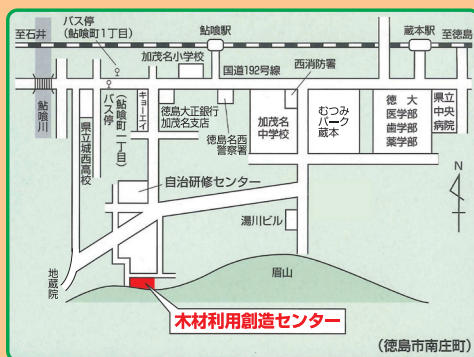 至石井
バス停
(鮎喰町1丁目)
鮎喰駅
蔵本駅
至徳島
加茂名小学校
国道192号線
西消防署
鮎喰川
県立城西高校
バス停
(鮎喰町二丁目)
キョーエイ
徳島大正銀行
加茂名支店
徳島名西
警察署
加茂名
中学校
むつみ
パーク
蔵本
徳大
医学部
歯学部
薬学部
県立
中央
病院
自治研修センター
湯川ビル
N
地蔵院
眉山
木材利用創造センター
(徳島市南庄町)